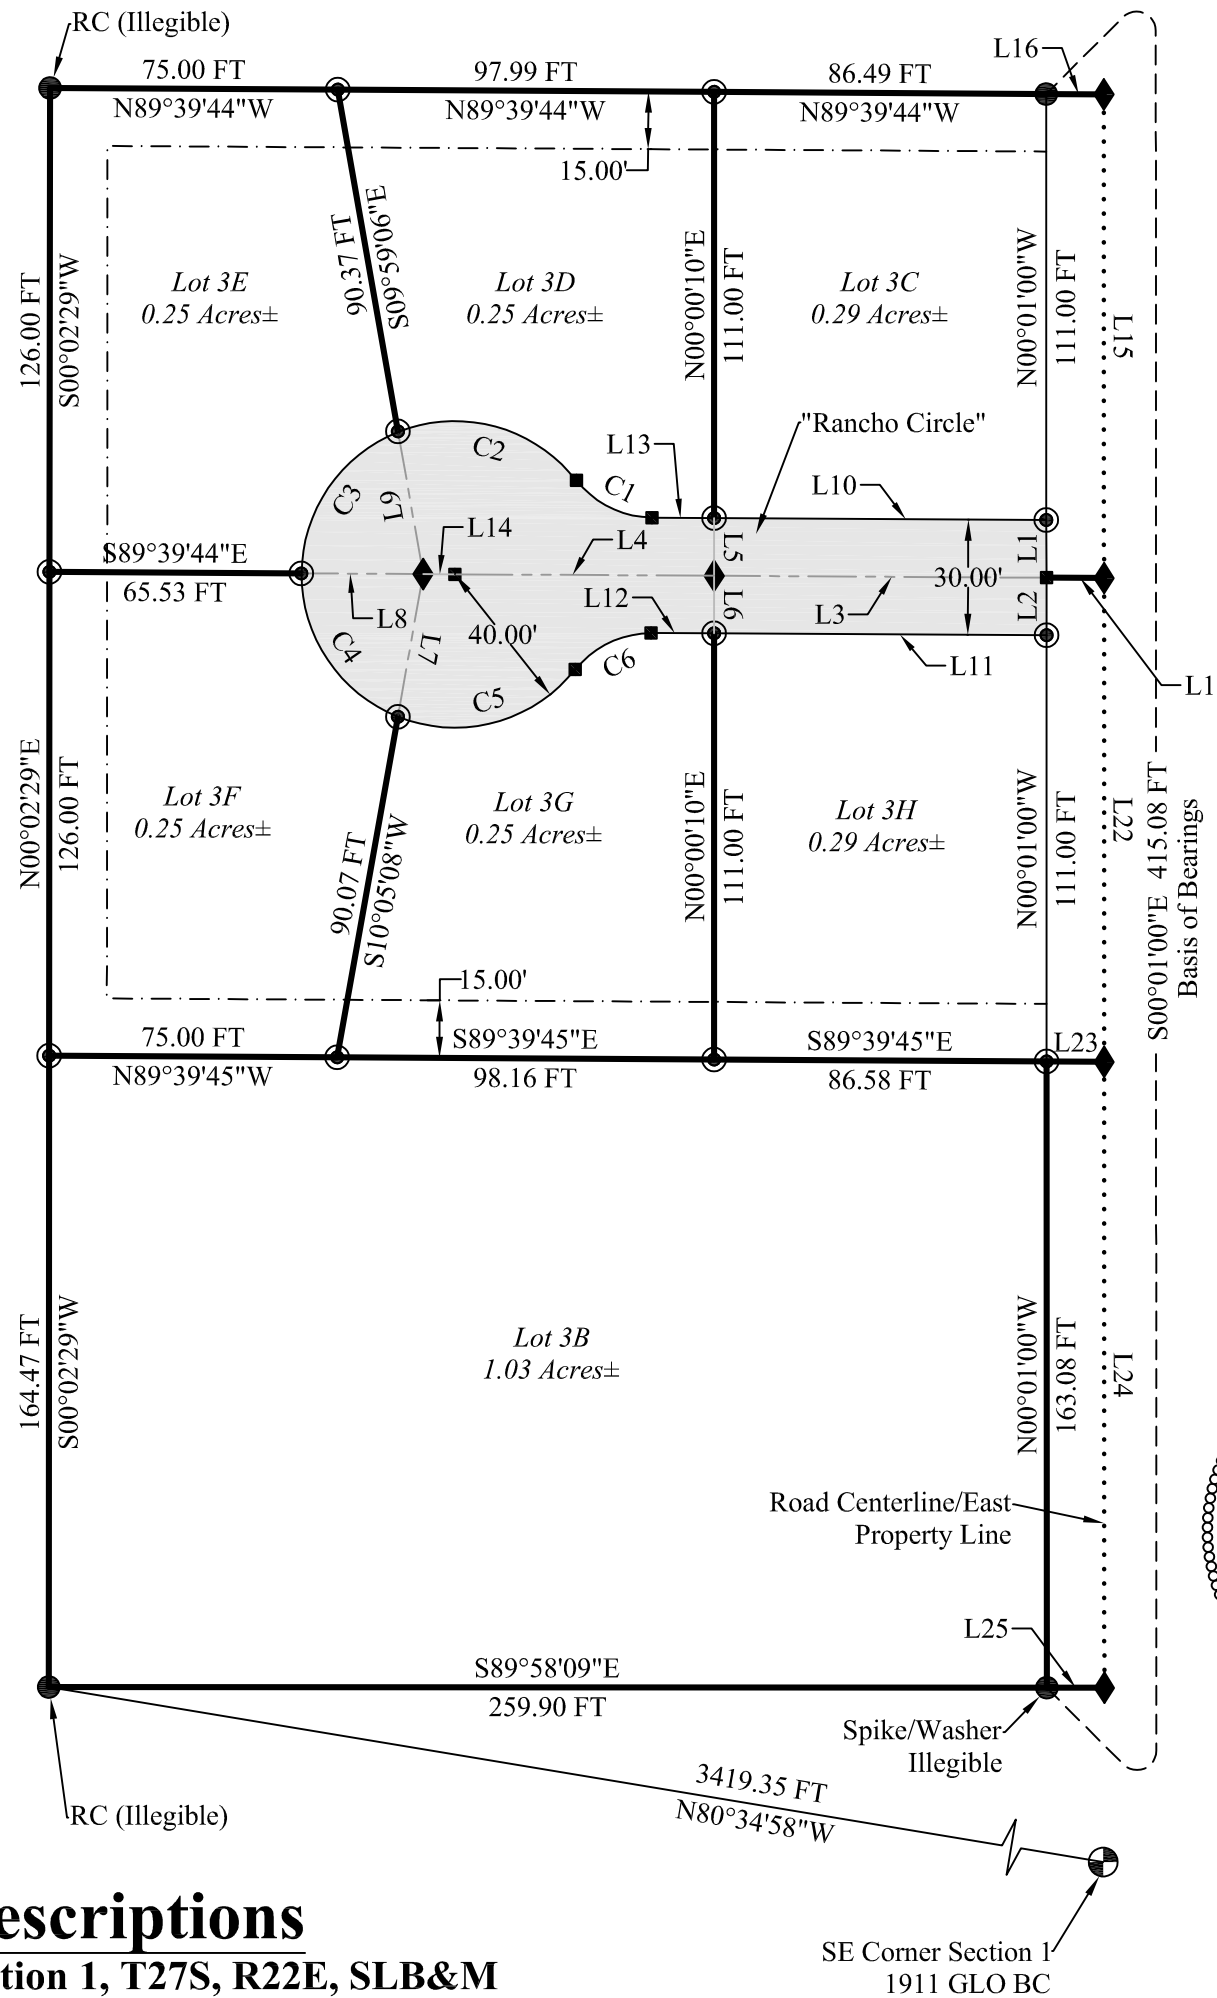 RC (Illegible)
L16
75.00 FT
97.99 FT
86.49 FT
N89°39'44"W
N89°39'44"W
N89°39'44"W
15.00'
126.00 FT
S00°02'29"W
90.37 FT
S09°59'06"E
N00°00'10"E
111.00 FT
N00°01'00"W
111.00 FT
L15
Lot 3E
0.25 Acres±
Lot 3D
0.25 Acres±
Lot 3C
0.29 Acres±
"Rancho Circle"
L13
L10
C2
C1
C3
L9
L14
L4
L5
L1
30.00'
S89°39'44"E
65.53 FT
L8
L12
L6
L3
L2
40.00'
C4
L7
C5
C6
L11
L1
N00°02'29"E
126.00 FT
Lot 3F
0.25 Acres±
Lot 3G
0.25 Acres±
Lot 3H
0.29 Acres±
90.07 FT
S10°05'08"W
N00°00'10"E
111.00 FT
N00°01'00"W
111.00 FT
L22
S00°01'00"E 415.08 FT
Basis of Bearings
15.00'
75.00 FT
S89°39'45"E
S89°39'45"E
L23
N89°39'45"W
98.16 FT
86.58 FT
164.47 FT
S00°02'29"W
Lot 3B
1.03 Acres±
N00°01'00"W
163.08 FT
L24
Road Centerline/East
Property Line
L25
S89°58'09"E
259.90 FT
Spike/Washer
Illegible
3419.35 FT
N80°34'58"W
RC (Illegible)
escriptions
tion 1, T27S, R22E, SLB&M
SE Corner Section 1
1911 GLO BC